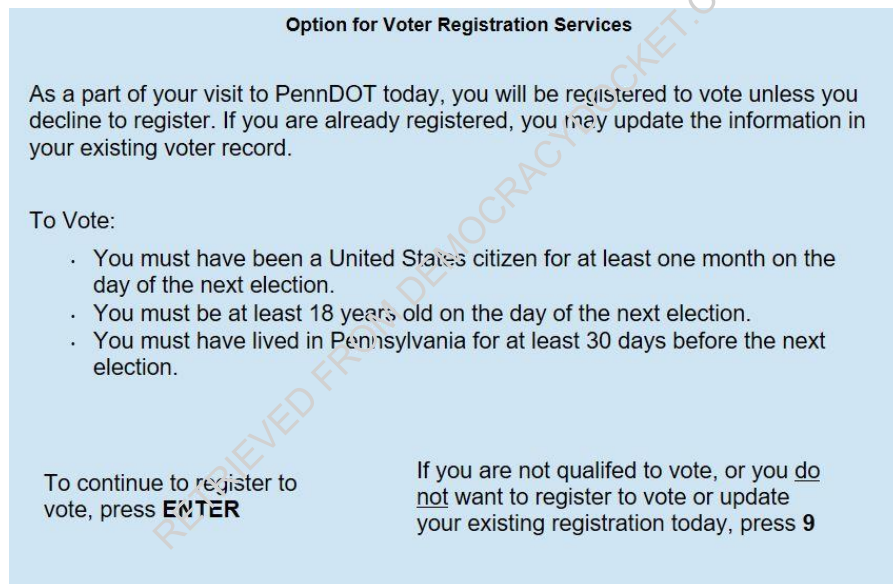 Option for Voter Registration Services
As a part of your visit to PennDOT today, you will be registered to vote unless you
decline to register. If you are already registered, you may update the information in
your existing voter record.
To Vote:
· You must have been a United States citizen for at least one month on the
day of the next election.
· You must be at least 18 years old on the day of the next election.
· You must have lived in Pennsylvania for at least 30 days before the next
election.
To continue to register to
vote, press ENTER
If you are not qualifed to vote, or you do
not want to register to vote or update
your existing registration today, press 9
RETRIEVED FROM DEMOCRACYDOCKET.C